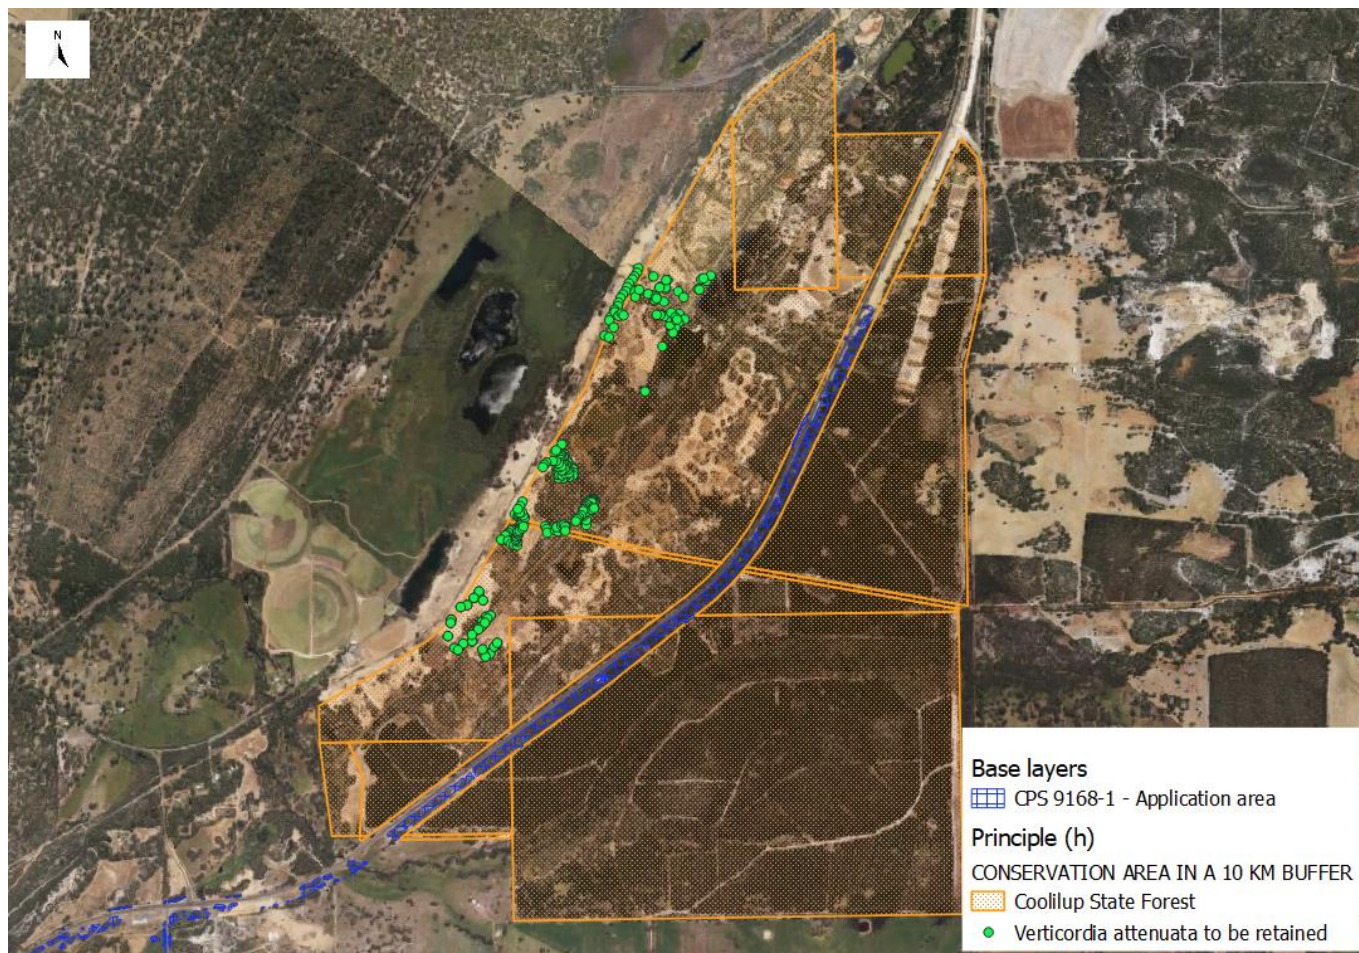 N
Base layers
CPS 9168-1 - Application area
Principle (h)
CONSERVATION AREA IN A 10 KM BUFFER
Coolilup State Forest
Verticordia attenuata to be retained